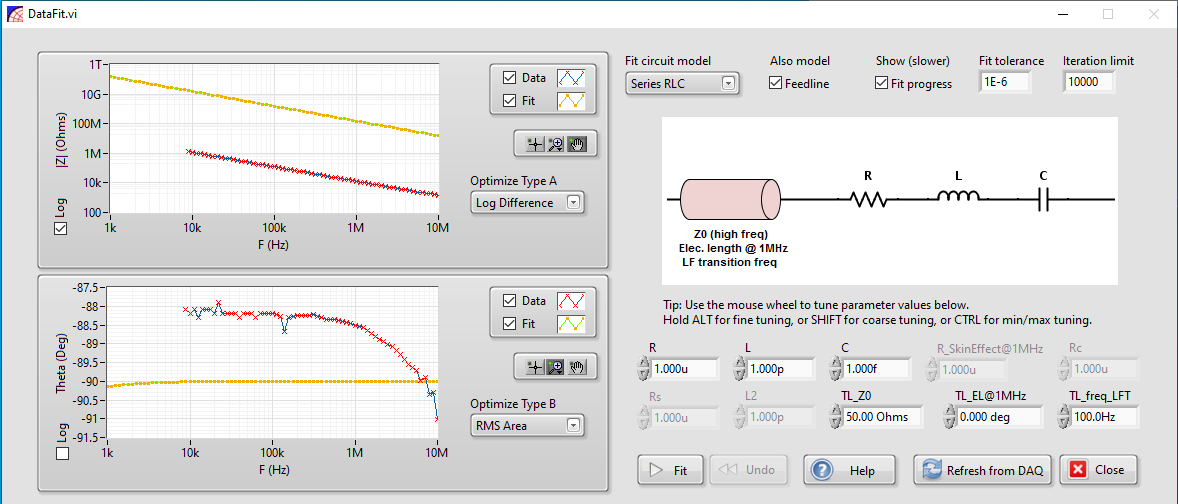 DataFit.vi
1T
10G
100M
1M
10k
100
|Z| (Ohms)
Log
1k 10k 100k 1M 10M
F (Hz)
Data
Fit
Optimize Type A
Log Difference
-87.5
-88
-88.5
-89
-89.5
-90
-90.5
-91
-91.5
Theta (Deg)
Log
1k 10k 100k 1M 10M
F (Hz)
Data
Fit
Optimize Type B
RMS Area
Fit circuit model Also model Show (slower) Fit tolerance Iteration limit
Series RLC Feedline Fit progress 1E-6 10000
R L C
Z0 (high freq)
Elec. length @ 1MHz
LF transition freq
Tip: Use the mouse wheel to tune parameter values below.
Hold ALT for fine tuning, or SHIFT for coarse tuning, or CTRL for min/max tuning.
R L C R_SkinEffect@1MHz Rc
1.000u 1.000p 1.000f 1.000u 1.000u
Rs L2 TL_Z0 TL_EL@1MHz TL_freq_LFT
1.000u 1.000p 50.00 Ohms 0.000 deg 100.0Hz
Fit Undo Help Refresh from DAQ Close